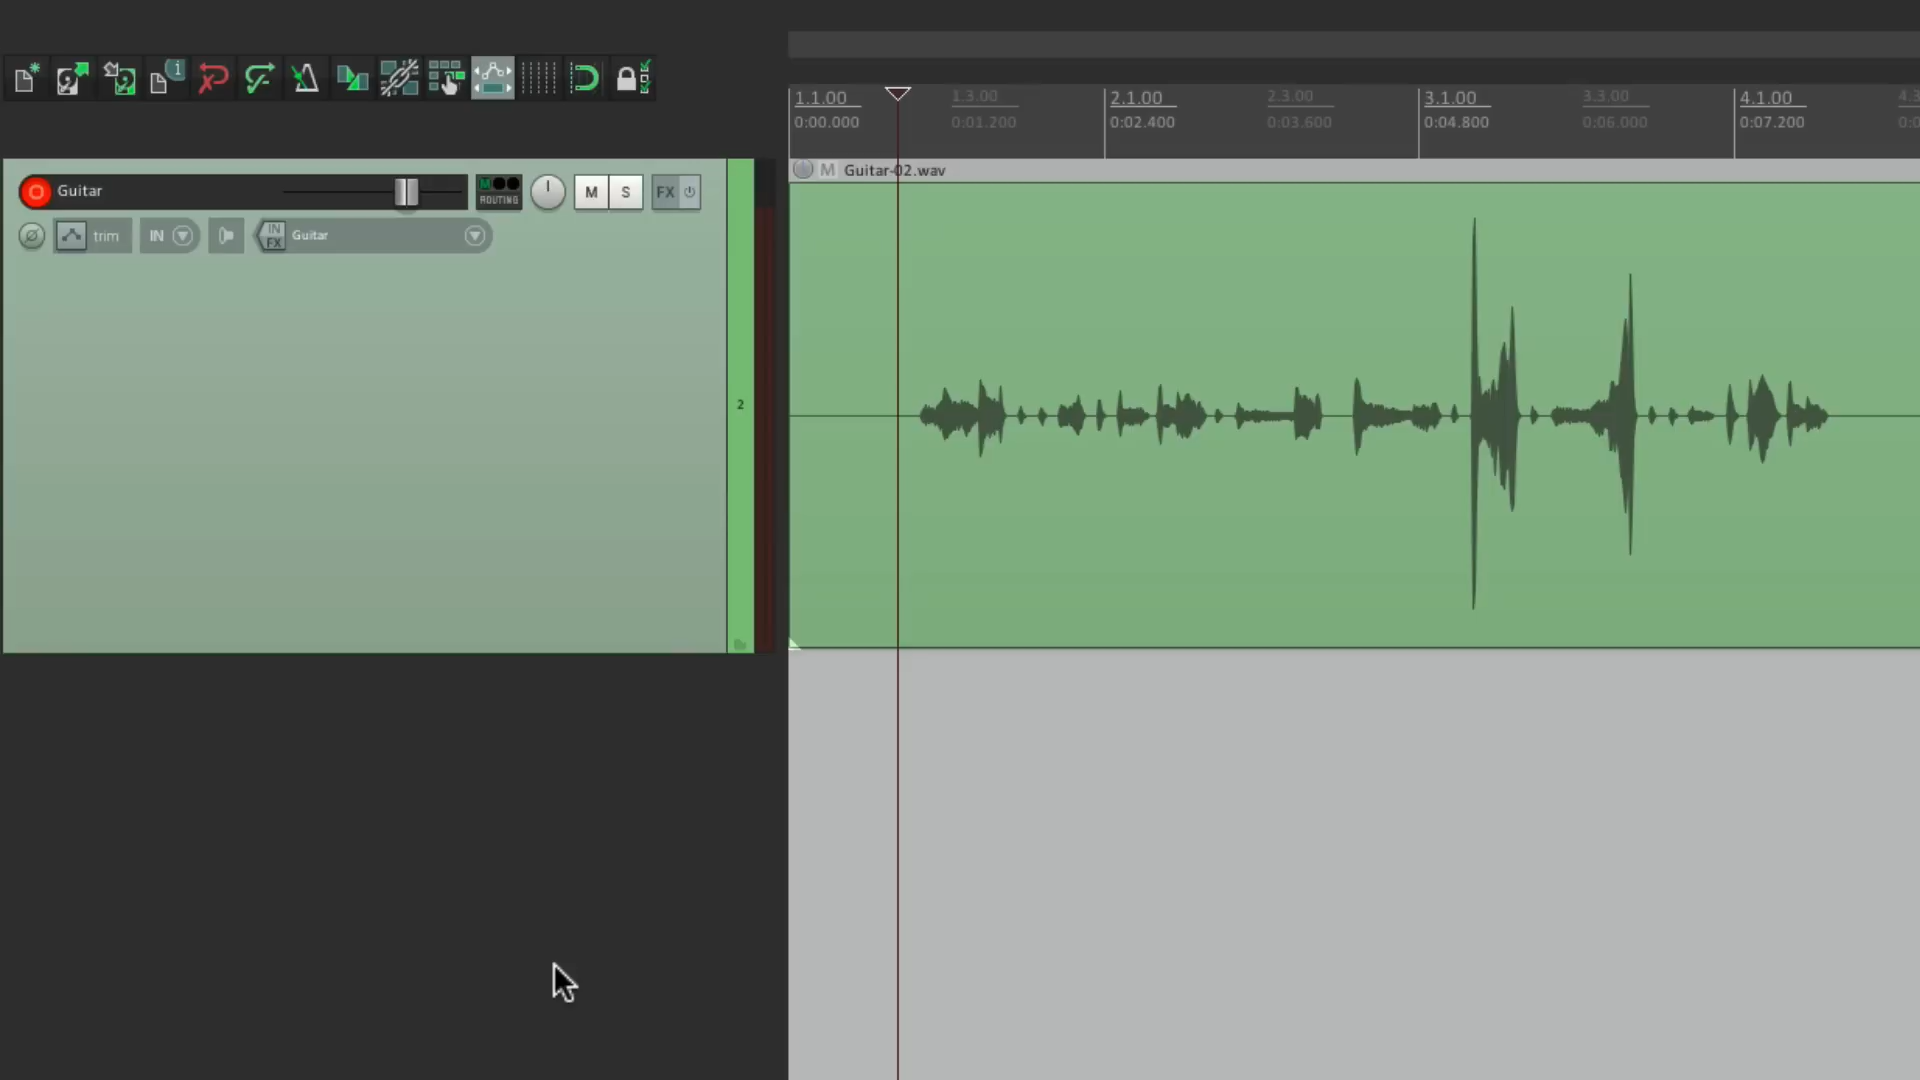 1.1.00 1.3.00 2.1.00 2.3.00 3.1.00 3.3.00 4.1.00
0:00.000 0:01.200 0:02.400 0:03.600 0:04.800 0:06.000 0:07.200
M Guitar-02.wav
Guitar M ROUTING M S FX
trim IN IN FX Guitar
2